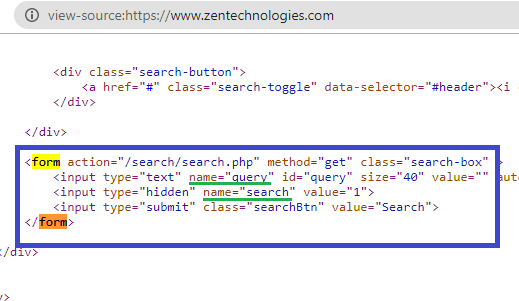 view-source:https://www.zentechnologies.com
<div class="search-button">
<a href="#" class="search-toggle" data-selector="#header"><i
</div>
</div>
<form action="/search/search.php" method="get" class="search-box"
<input type="text" name="query" id="query" size="40" value=""
<input type="hidden" name="search" value="1">
<input type="submit" class="searchBtn" value="Search">
</form>
</div>
>